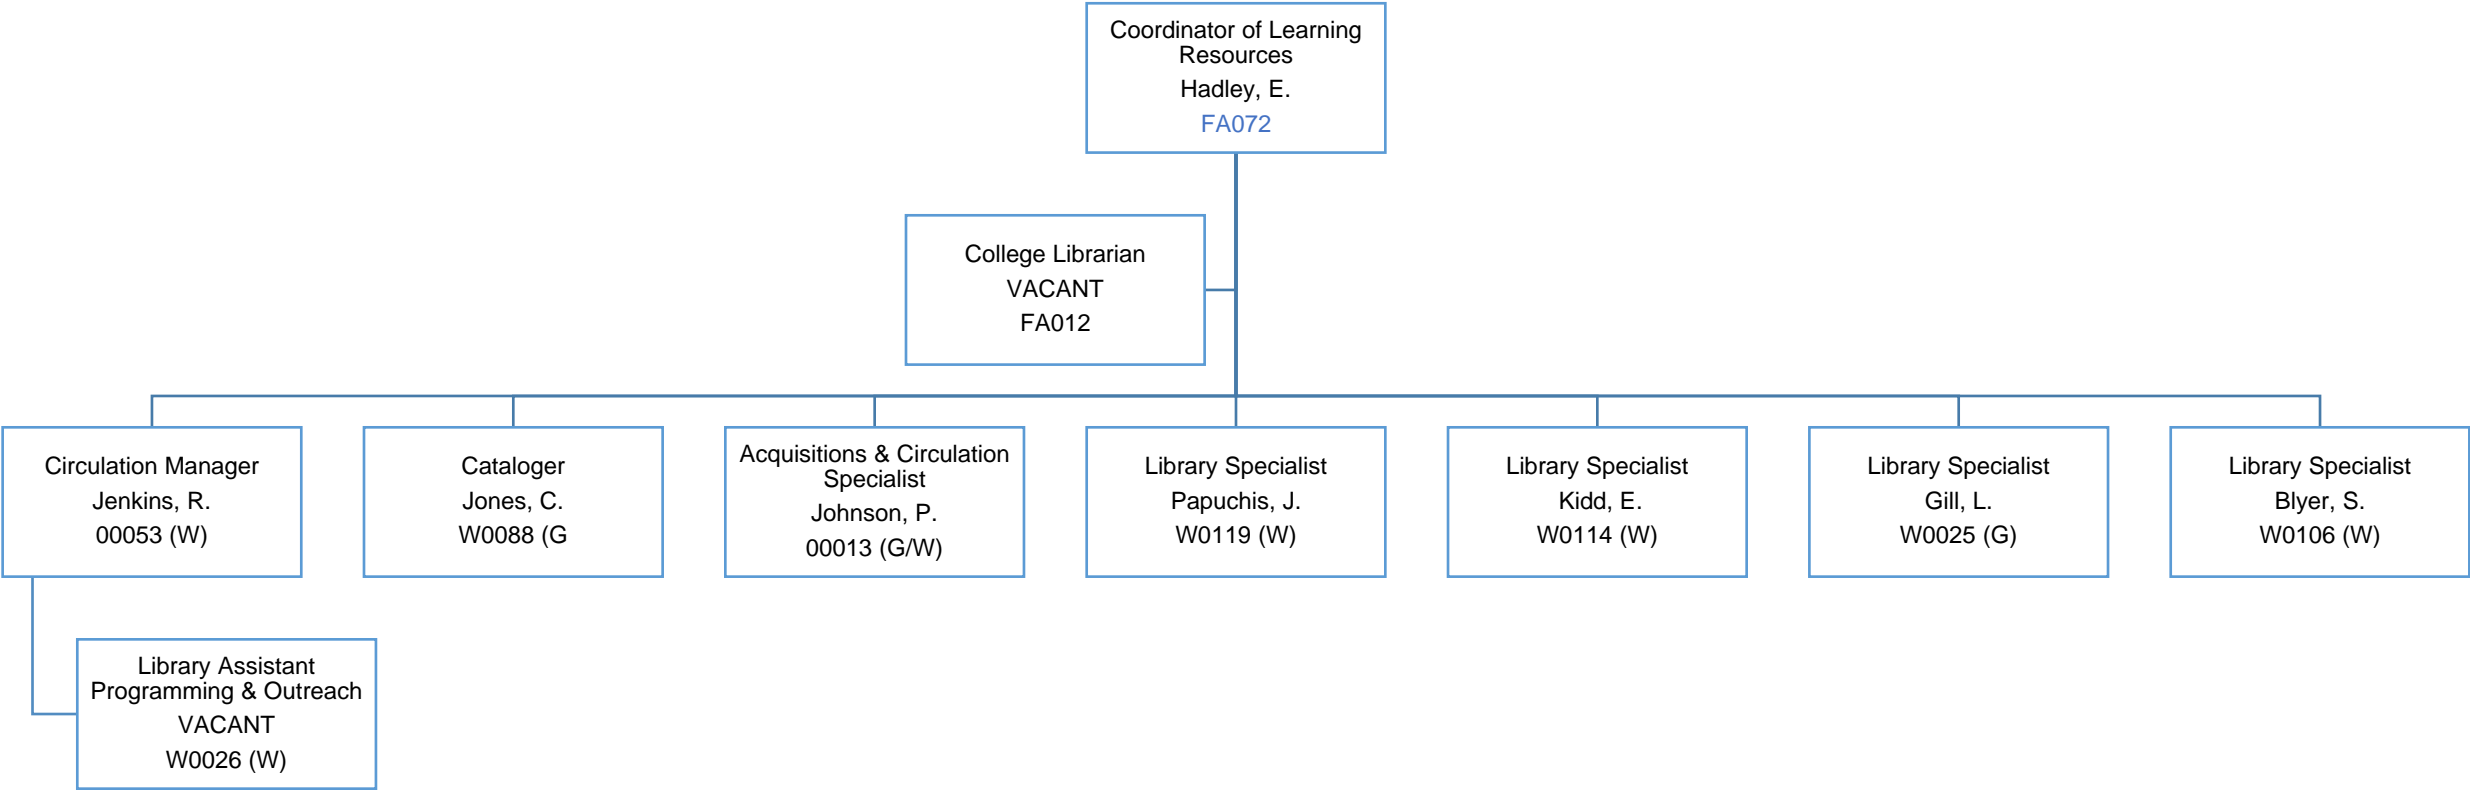 Coordinator of Learning
Resources
Hadley, E.
FA072
College Librarian
VACANT
FA012
Circulation Manager
Jenkins, R.
00053 (W)
Cataloger
Jones, C.
W0088 (G
Acquisitions & Circulation
Specialist
Johnson, P.
00013 (G/W)
Library Specialist
Papuchis, J.
W0119 (W)
Library Specialist
Kidd, E.
W0114 (W)
Library Specialist
Gill, L.
W0025 (G)
Library Specialist
Blyer, S.
W0106 (W)
Library Assistant
Programming & Outreach
VACANT
W0026 (W)